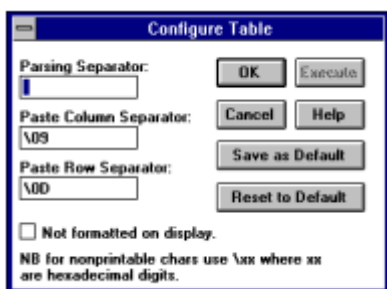 Configure Table
Parsing Separator:
OK Execute
Paste Column Separator:
Cancel Help
\09
Save as Default
Paste Row Separator:
\0D
Reset to Default
Not formatted on display.
NB for nonprintable chars use \xx where xx
are hexadecimal digits.